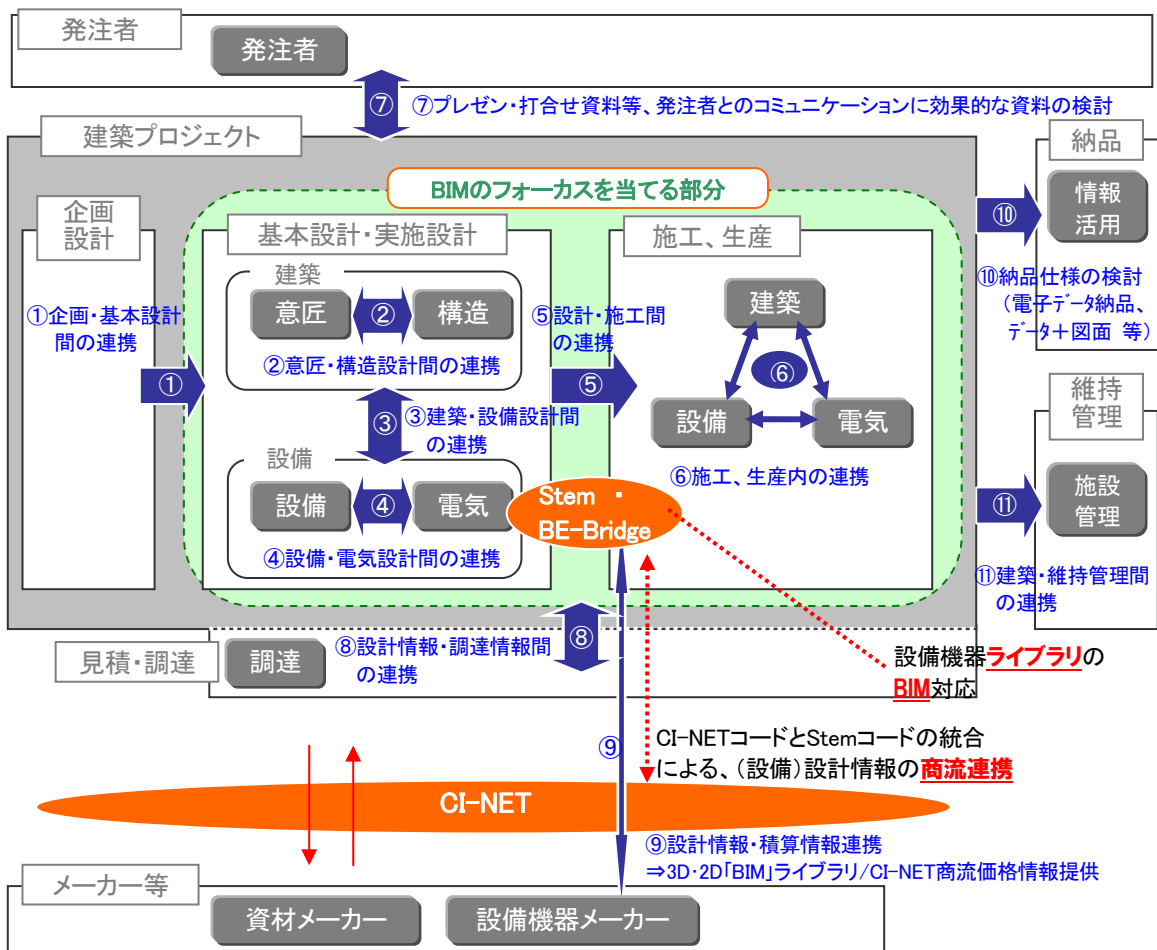 発注者
発注者
⑦
⑦プレゼン・打合せ資料等、発注者とのコミュニケーションに効果的な資料の検討
建築プロジェクト
納品
BIMのフォーカスを当てる部分
企画
設計
基本設計・実施設計
施工、生産
情報
活用
⑩
⑩納品仕様の検討
(電子データ納品、
データ+図面 等)
建築
意匠
②
構造
②意匠・構造設計間の連携
①企画・基本設計
間の連携
①
⑤設計・施工間
の連携
⑤
建築
⑥
設備
電気
⑥施工、生産内の連携
③
③建築・設備設計間
の連携
設備
設備
④
電気
④設備・電気設計間の連携
Stem ・
BE-Bridge
維持
管理
施設
管理
⑪
⑪建築・維持管理間
の連携
見積・調達
調達
⑧設計情報・調達情報間
の連携
⑧
設備機器ライブラリの
BIM対応
⑨
CI-NETコードとStemコードの統合
による、(設備)設計情報の商流連携
CI-NET
⑨設計情報・積算情報連携
⇒3D・2D「BIM」ライブラリ/CI-NET商流価格情報提供
メーカー等
資材メーカー
設備機器メーカー